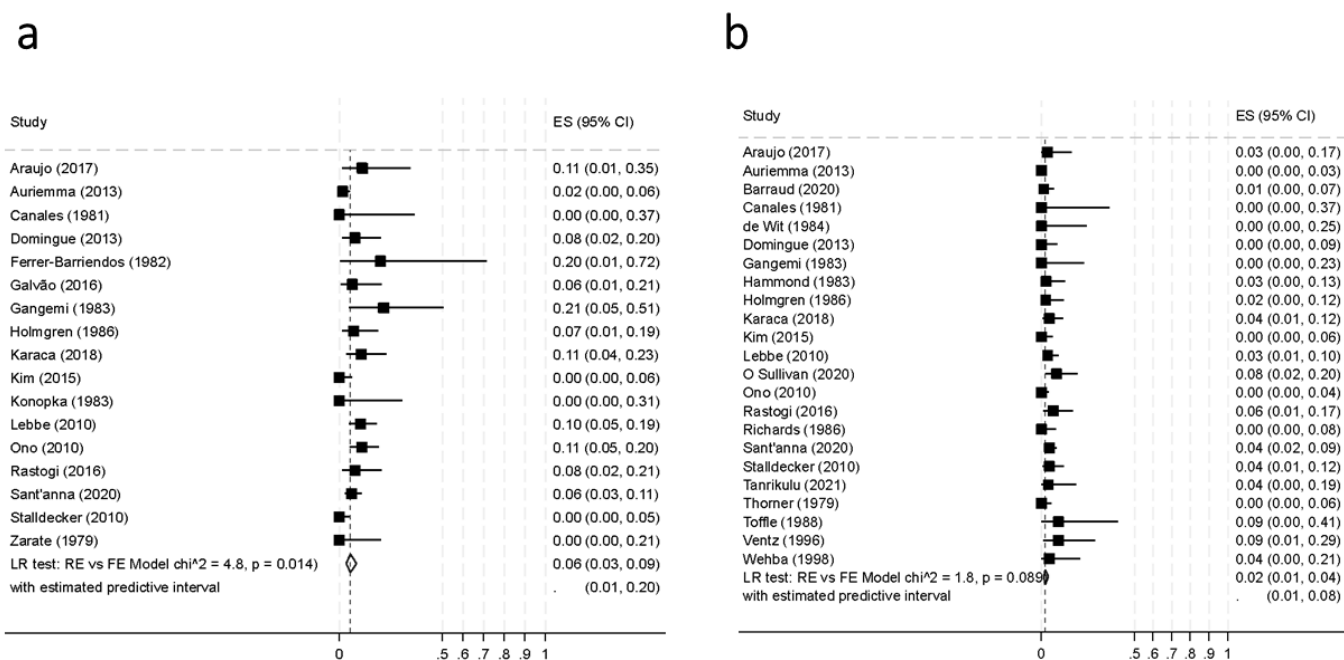 a
Study ES (95% CI)
Araujo (2017) 0.11 (0.01, 0.35)
Auriemma (2013) 0.02 (0.00, 0.06)
Canales (1981) 0.00 (0.00, 0.37)
Domingue (2013) 0.08 (0.02, 0.20)
Ferrer-Barriendos (1982) 0.20 (0.01, 0.72)
Galvão (2016) 0.06 (0.01, 0.21)
Gangemi (1983) 0.21 (0.05, 0.51)
Holmgren (1986) 0.07 (0.01, 0.19)
Karaca (2018) 0.11 (0.04, 0.23)
Kim (2015) 0.00 (0.00, 0.06)
Konopka (1983) 0.00 (0.00, 0.31)
Lebbe (2010) 0.10 (0.05, 0.19)
Ono (2010) 0.11 (0.05, 0.20)
Rastogi (2016) 0.08 (0.02, 0.21)
Sant'anna (2020) 0.06 (0.03, 0.11)
Stalldecker (2010) 0.00 (0.00, 0.05)
Zarate (1979) 0.00 (0.00, 0.21)
LR test: RE vs FE Model chi^2 = 4.8, p = 0.014) 0.06 (0.03, 0.09)
with estimated predictive interval . (0.01, 0.20)
0 .5 .6 .7 .8 .9 1
b
Study ES (95% CI)
Araujo (2017) 0.03 (0.00, 0.17)
Auriemma (2013) 0.00 (0.00, 0.03)
Barraud (2020) 0.01 (0.00, 0.07)
Canales (1981) 0.00 (0.00, 0.37)
de Wit (1984) 0.00 (0.00, 0.25)
Domingue (2013) 0.00 (0.00, 0.09)
Gangemi (1983) 0.00 (0.00, 0.23)
Hammond (1983) 0.03 (0.00, 0.13)
Holmgren (1986) 0.02 (0.00, 0.12)
Karaca (2018) 0.04 (0.01, 0.12)
Kim (2015) 0.00 (0.00, 0.06)
Lebbe (2010) 0.03 (0.01, 0.10)
O Sullivan (2020) 0.08 (0.02, 0.20)
Ono (2010) 0.00 (0.00, 0.04)
Rastogi (2016) 0.06 (0.01, 0.17)
Richards (1986) 0.00 (0.00, 0.08)
Sant'anna (2020) 0.04 (0.02, 0.09)
Stalldecker (2010) 0.04 (0.01, 0.12)
Tanrikulu (2021) 0.04 (0.00, 0.19)
Thorner (1979) 0.00 (0.00, 0.06)
Toffle (1988) 0.09 (0.00, 0.41)
Ventz (1996) 0.09 (0.01, 0.29)
Wehba (1998) 0.04 (0.00, 0.21)
LR test: RE vs FE Model chi^2 = 1.8, p = 0.089) 0.02 (0.01, 0.04)
with estimated predictive interval . (0.01, 0.08)
0 .5 .6 .7 .8 .9 1